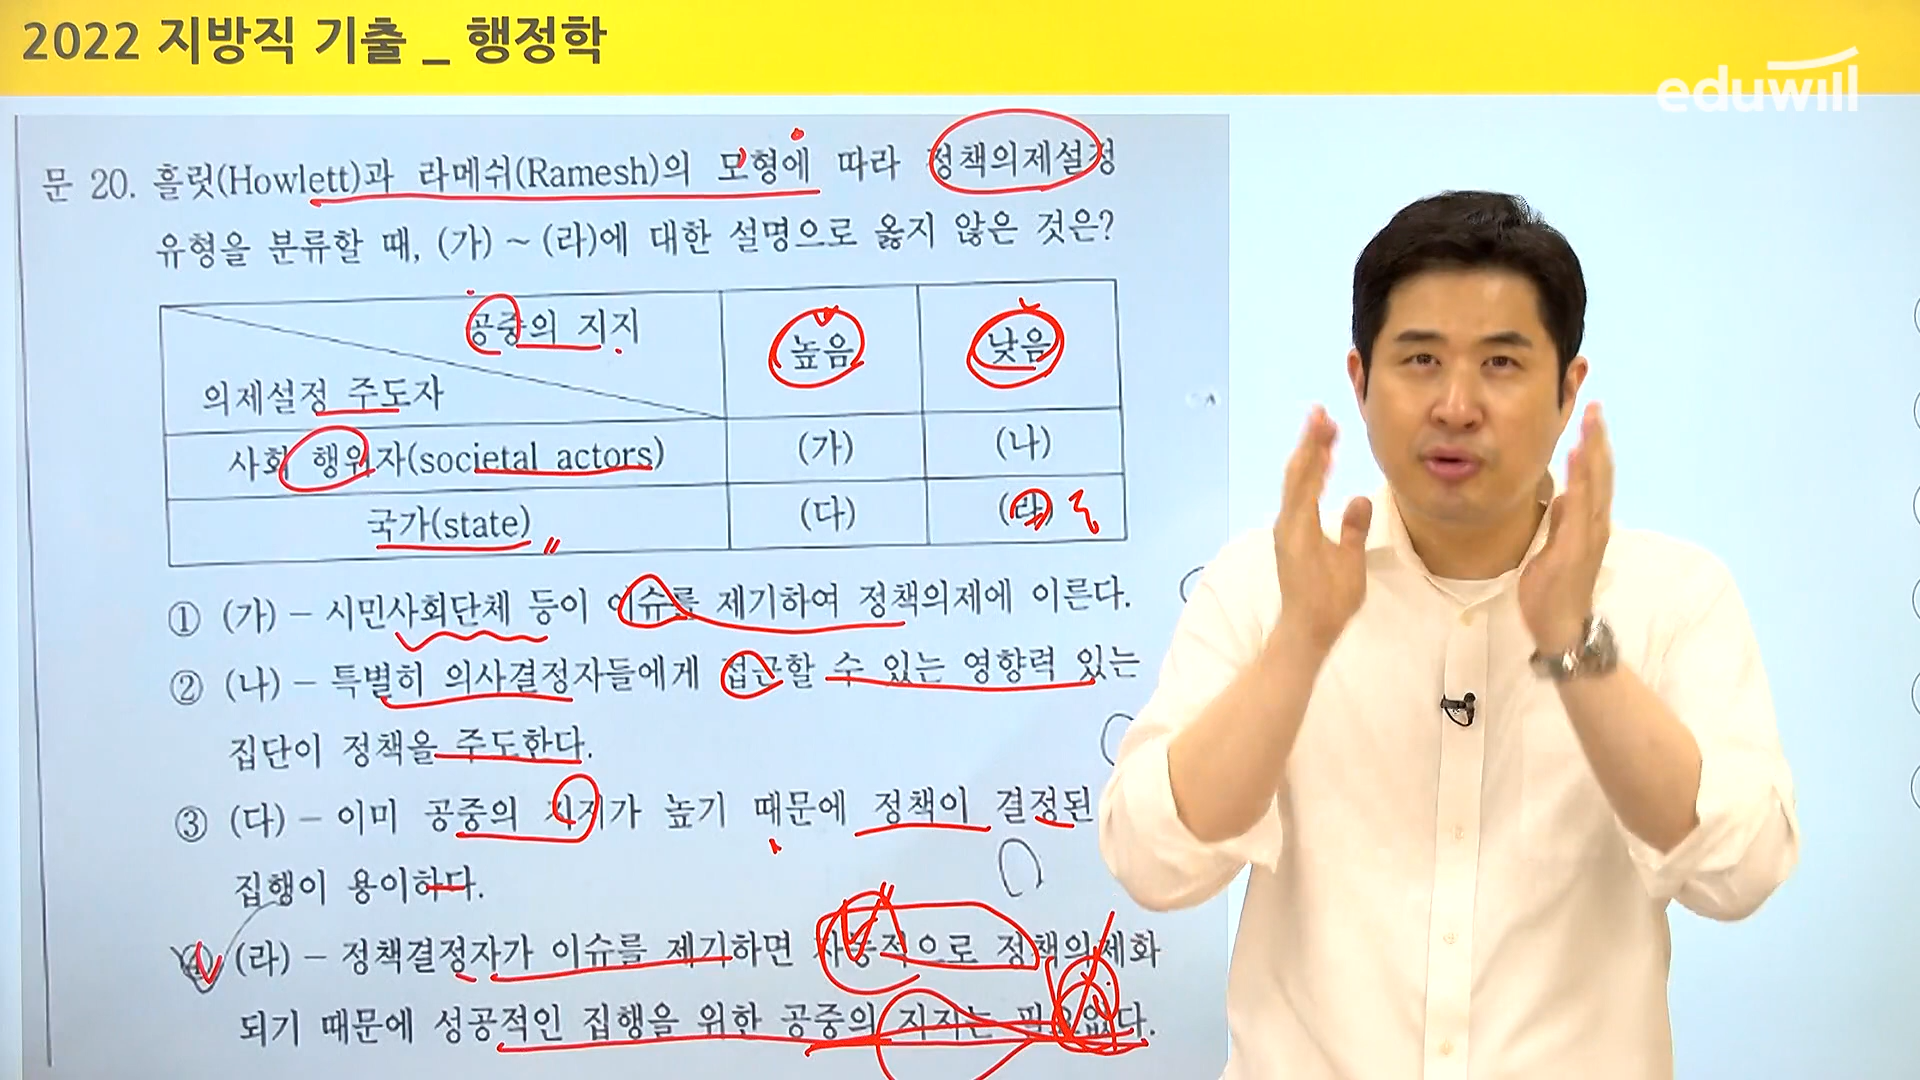 2022 지방직 기출 _ 행정학
eduwill
문 20. 흘릿(Howlett)과 라메쉬(Ramesh)의 모형에 따라 정책의제설정
유형을 분류할 때, (가) ~ (라)에 대한 설명으로 옳지 않은 것은?
공중의 지지
높음
낮음
의제설정 주도자
사회 행위자(societal actors)
(가)
(나)
국가(state)
(다)
(라)
① (가) - 시민사회단체 등이 이슈를 제기하여 정책의제에 이른다.
② (나) - 특별히 의사결정자들에게 접근할 수 있는 영향력 있는
집단이 정책을 주도한다.
③ (다) - 이미 공중의 지지가 높기 때문에 정책이 결정된
집행이 용이하다.
④ (라) - 정책결정자가 이슈를 제기하면 자동적으로 정책의제화
되기 때문에 성공적인 집행을 위한 공중의 지지는 필요없다.